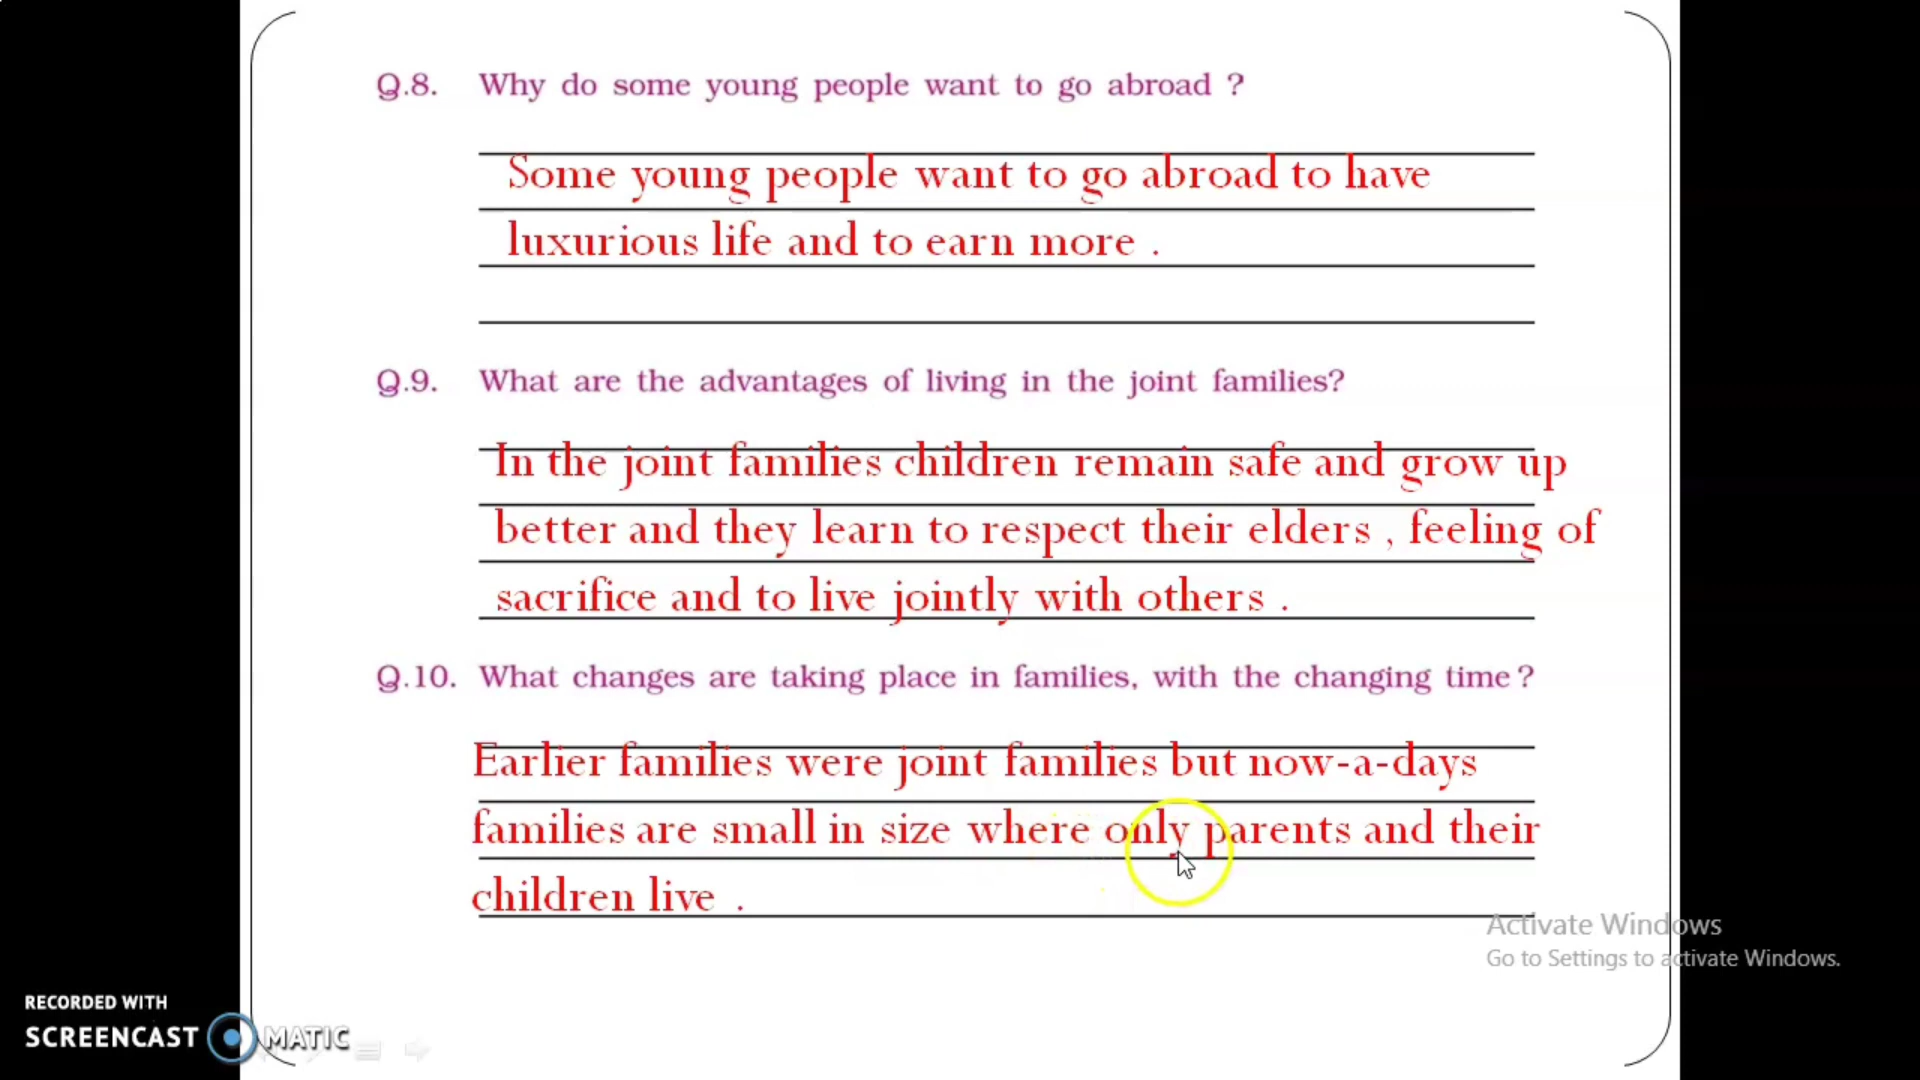 Q.8. Why do some young people want to go abroad ?
Some young people want to go abroad to have
luxurious life and to earn more .
Q.9. What are the advantages of living in the joint families?
In the joint families children remain safe and grow up
better and they learn to respect their elders , feeling of
sacrifice and to live jointly with others .
Q.10. What changes are taking place in families, with the changing time ?
Earlier families were joint families but now-a-days
families are small in size where only parents and their
children live .
Activate Windows
Go to Settings to activate Windows.
RECORDED WITH
SCREENCAST MATIC